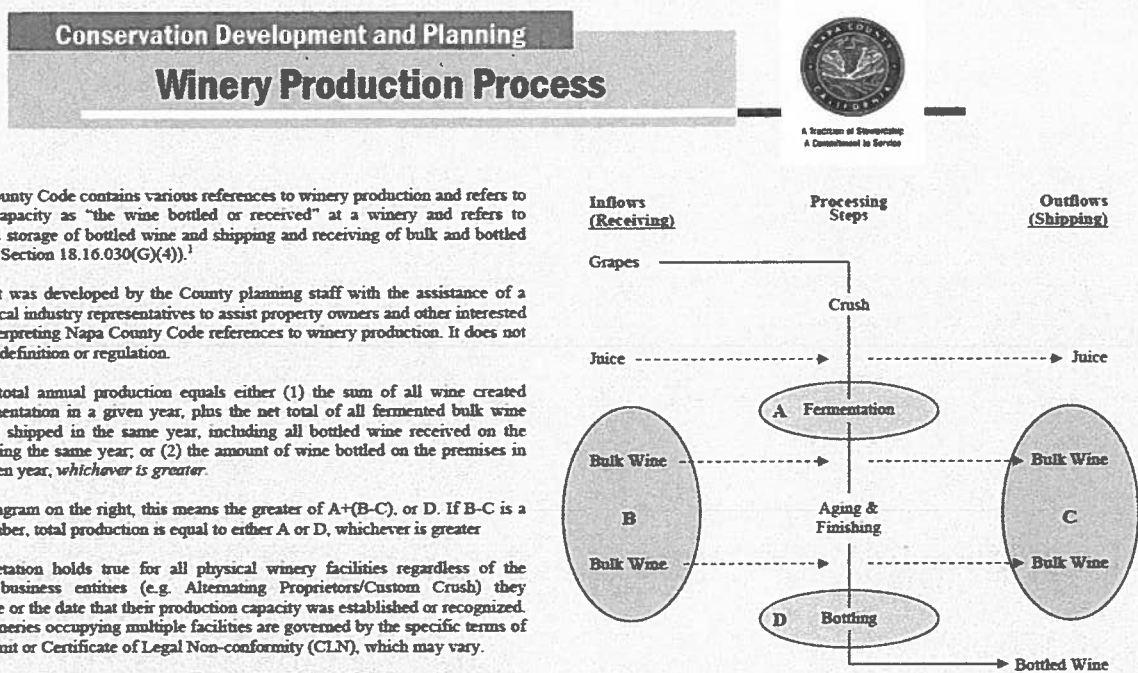 Conservation Development and Planning
Winery Production Process
NAPA COUNTY
CALIFORNIA
A Tradition of Stewardship
A Commitment to Service
ounty Code contains various references to winery production and refers to
apacity as “the wine bottled or received” at a winery and refers to
storage of bottled wine and shipping and receiving of bulk and bottled
Section 18.16.030(G)(4)).1
t was developed by the County planning staff with the assistance of a
cal industry representatives to assist property owners and other interested
erpreting Napa County Code references to winery production. It does not
definition or regulation.
total annual production equals either (1) the sum of all wine created
mentation in a given year, plus the net total of all fermented bulk wine
shipped in the same year, including all bottled wine received on the
ing the same year; or (2) the amount of wine bottled on the premises in
en year, whichever is greater.
agram on the right, this means the greater of A+(B-C), or D. If B-C is a
ber, total production is equal to either A or D, whichever is greater
etation holds true for all physical winery facilities regardless of the
business entities (e.g. Alternating Proprietors/Custom Crush) they
e or the date that their production capacity was established or recognized.
neries occupying multiple facilities are governed by the specific terms of
mit or Certificate of Legal Non-conformity (CLN), which may vary.
Inflows
(Receiving)
Processing
Steps
Outflows
(Shipping)
Grapes
Crush
Juice
Juice
A Fermentation
Bulk Wine
Bulk Wine
B
Aging &
Finishing
C
Bulk Wine
Bulk Wine
D Bottling
Bottled Wine